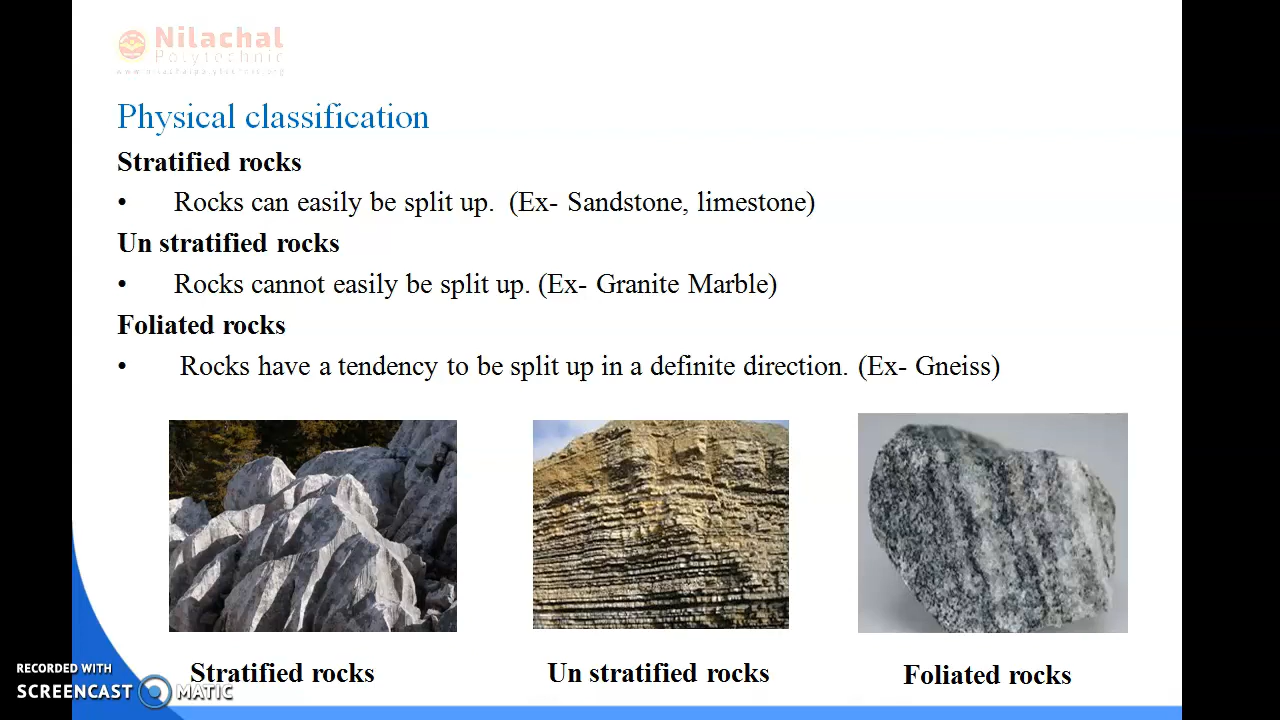 Nilachal
Polytechnic
Physical classification
Stratified rocks
• Rocks can easily be split up. (Ex- Sandstone, limestone)
Un stratified rocks
• Rocks cannot easily be split up. (Ex- Granite Marble)
Foliated rocks
• Rocks have a tendency to be split up in a definite direction. (Ex- Gneiss)
Stratified rocks
Un stratified rocks
Foliated rocks
RECORDED WITH
SCREENCAST MATIC